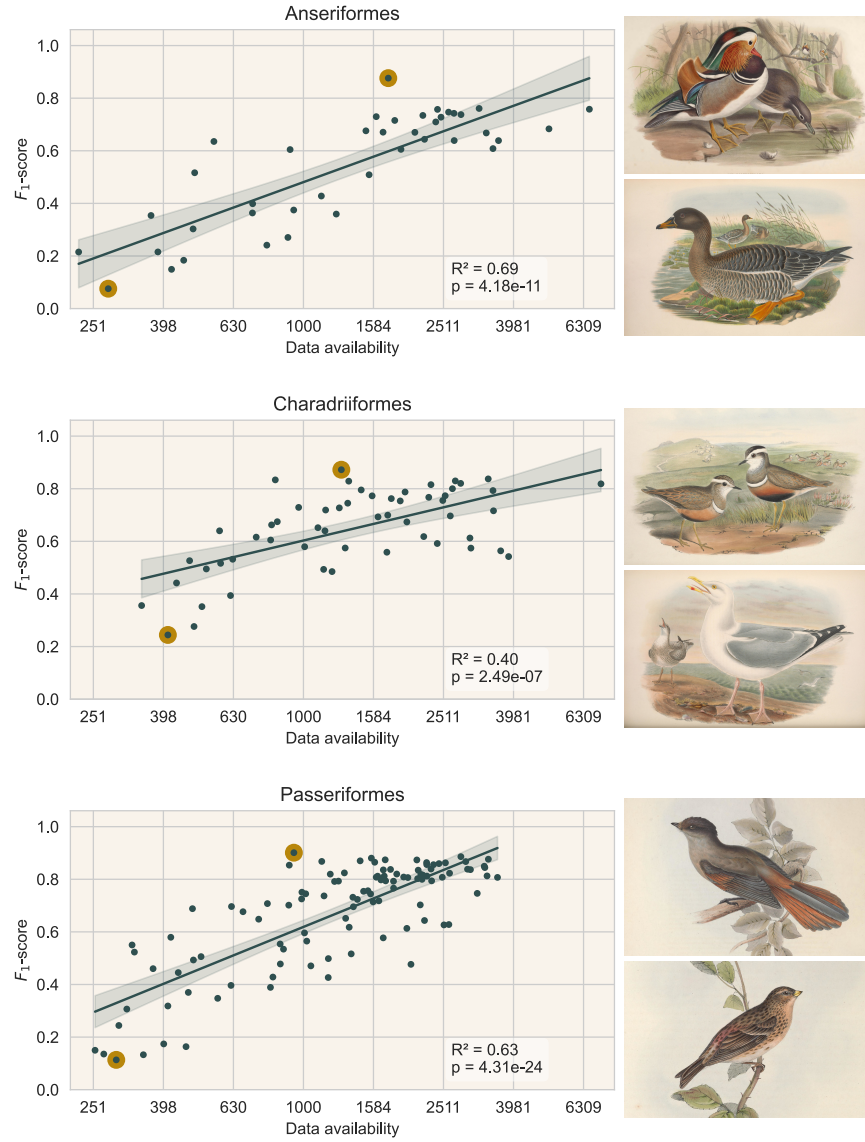 Anseriformes
1.0
0.8
0.6
0.4
0.2
0.0
F₁-score
R² = 0.69
p = 4.18e-11
251 398 630 1000 1584 2511 3981 6309
Data availability
Charadriiformes
1.0
0.8
0.6
0.4
0.2
0.0
F₁-score
R² = 0.40
p = 2.49e-07
251 398 630 1000 1584 2511 3981 6309
Data availability
Passeriformes
1.0
0.8
0.6
0.4
0.2
0.0
F₁-score
R² = 0.63
p = 4.31e-24
251 398 630 1000 1584 2511 3981 6309
Data availability